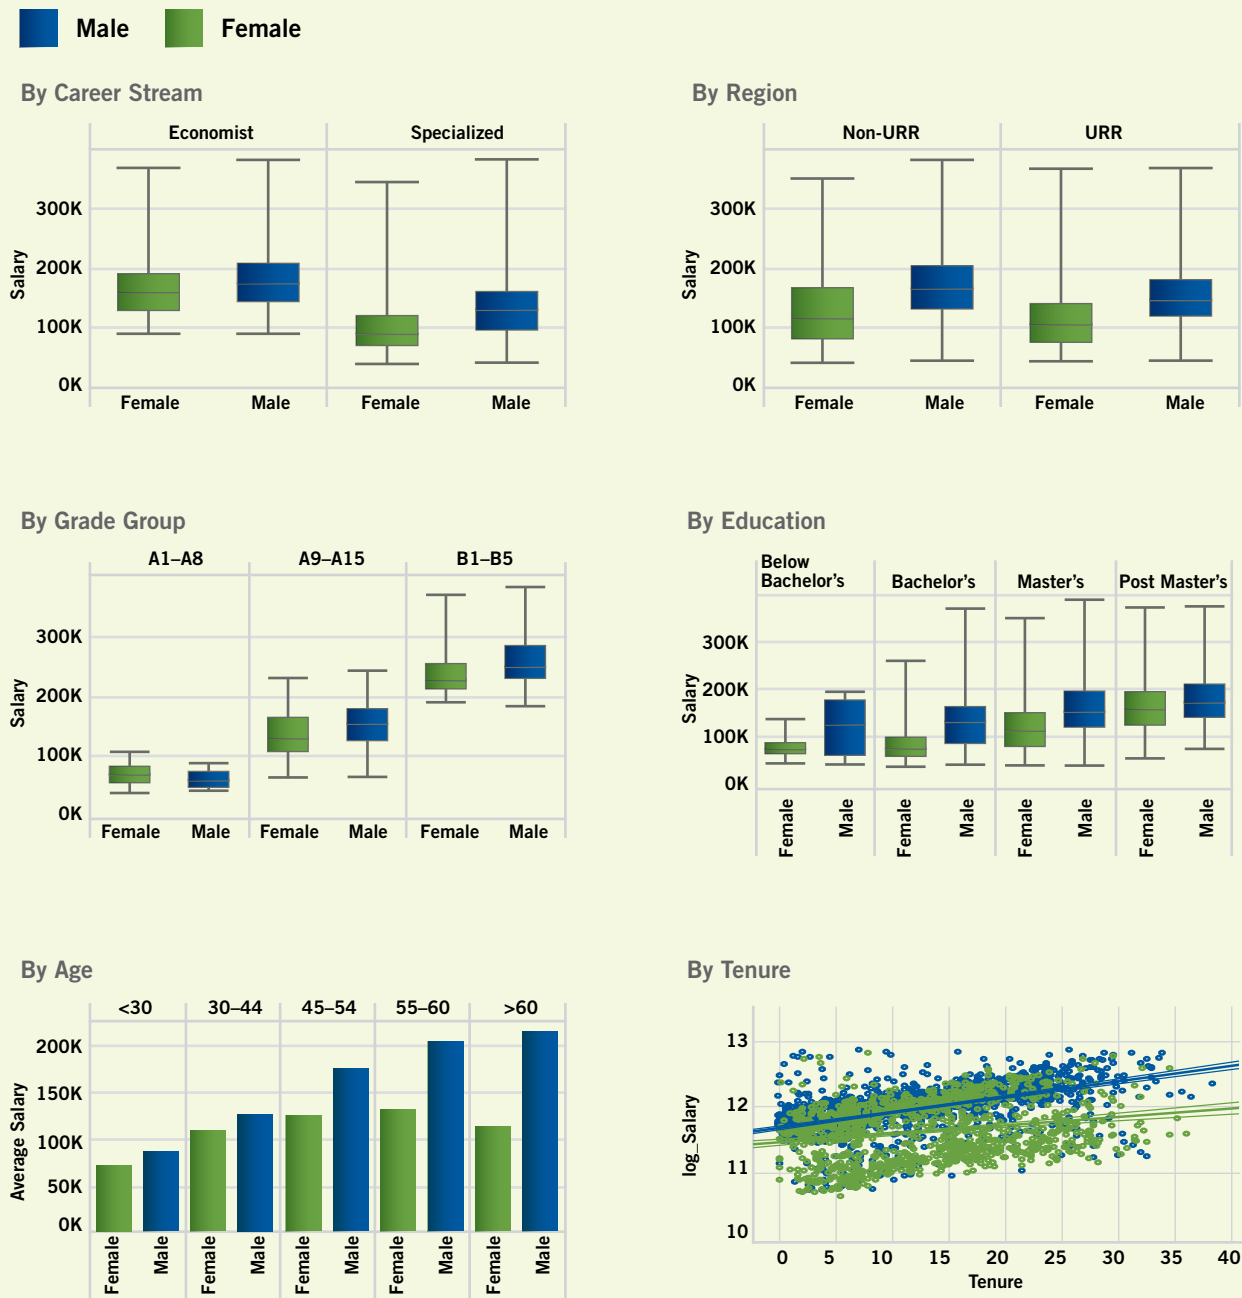 Male Female
By Career Stream
Economist Specialized
300K
200K
100K
0K
Salary
Female Male Female Male
By Region
Non-URR URR
300K
200K
100K
0K
Salary
Female Male Female Male
By Grade Group
A1–A8 A9–A15 B1–B5
300K
200K
100K
0K
Salary
Female Male Female Male Female Male
By Education
Below
Bachelor's Bachelor's Master's Post Master's
300K
200K
100K
0K
Salary
Female Male Female Male Female Male Female Male
By Age
<30 30–44 45–54 55–60 >60
200K
150K
100K
50K
0K
Average Salary
Female Male Female Male Female Male Female Male Female Male
By Tenure
13
12
11
10
log_Salary
0 5 10 15 20 25 30 35 40
Tenure